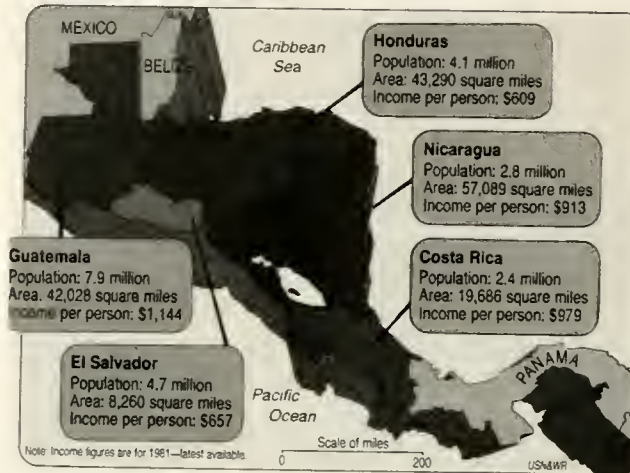 MEXICO
BELIZE
Caribbean
Sea
Honduras
Population: 4.1 million
Area: 43,290 square miles
Income per person: $609
Nicaragua
Population: 2.8 million
Area: 57,089 square miles
Income per person: $913
Guatemala
Population: 7.9 million
Area: 42,028 square miles
Income per person: $1,144
Costa Rica
Population: 2.4 million
Area: 19,686 square miles
Income per person: $979
El Salvador
Population: 4.7 million
Area: 8,260 square miles
Income per person: $657
Pacific
Ocean
PANAMA
Note: Income figures are for 1981—latest available.
Scale of miles
0 200
USN&WR